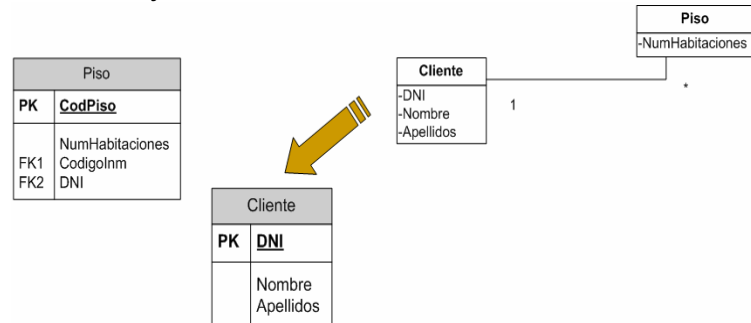 Piso
PK CodPiso
NumHabitaciones
FK1 CodigoInm
FK2 DNI
Cliente
PK DNI
Nombre
Apellidos
Cliente
-DNI
-Nombre
-Apellidos
1
Piso
-NumHabitaciones
*